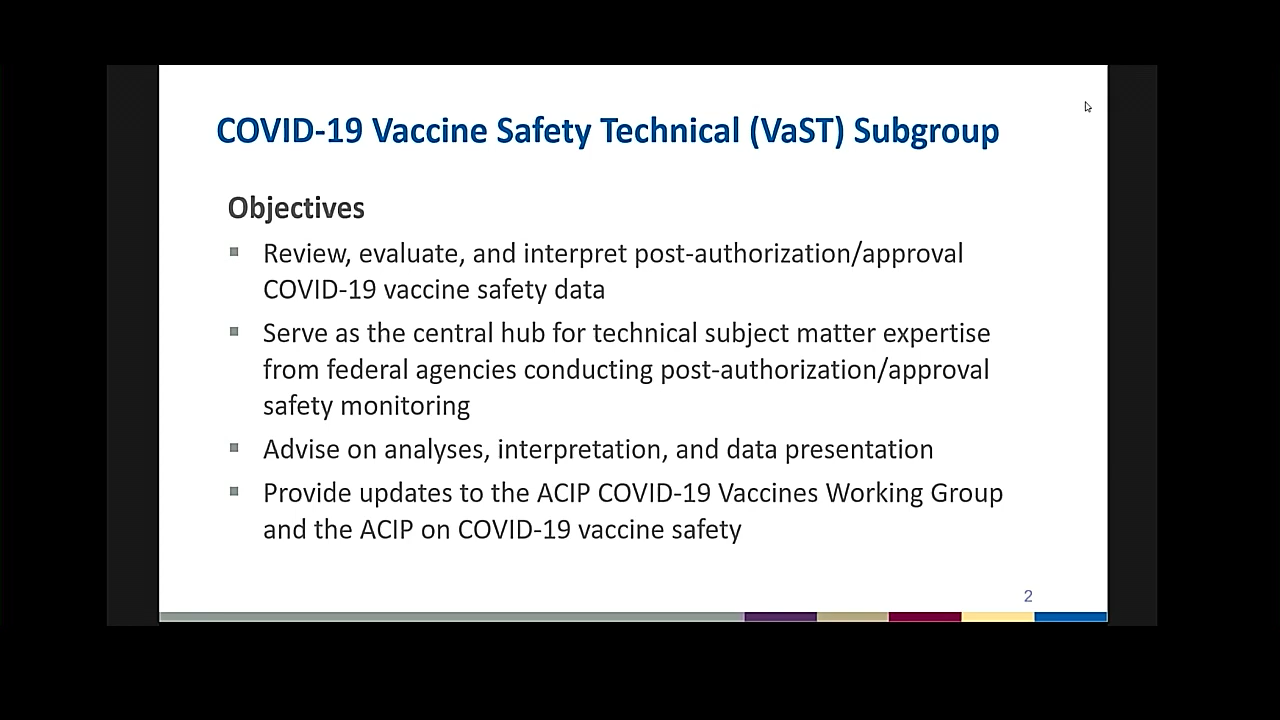 COVID-19 Vaccine Safety Technical (VaST) Subgroup
Objectives
Review, evaluate, and interpret post-authorization/approval
COVID-19 vaccine safety data
Serve as the central hub for technical subject matter expertise
from federal agencies conducting post-authorization/approval
safety monitoring
Advise on analyses, interpretation, and data presentation
Provide updates to the ACIP COVID-19 Vaccines Working Group
and the ACIP on COVID-19 vaccine safety
2